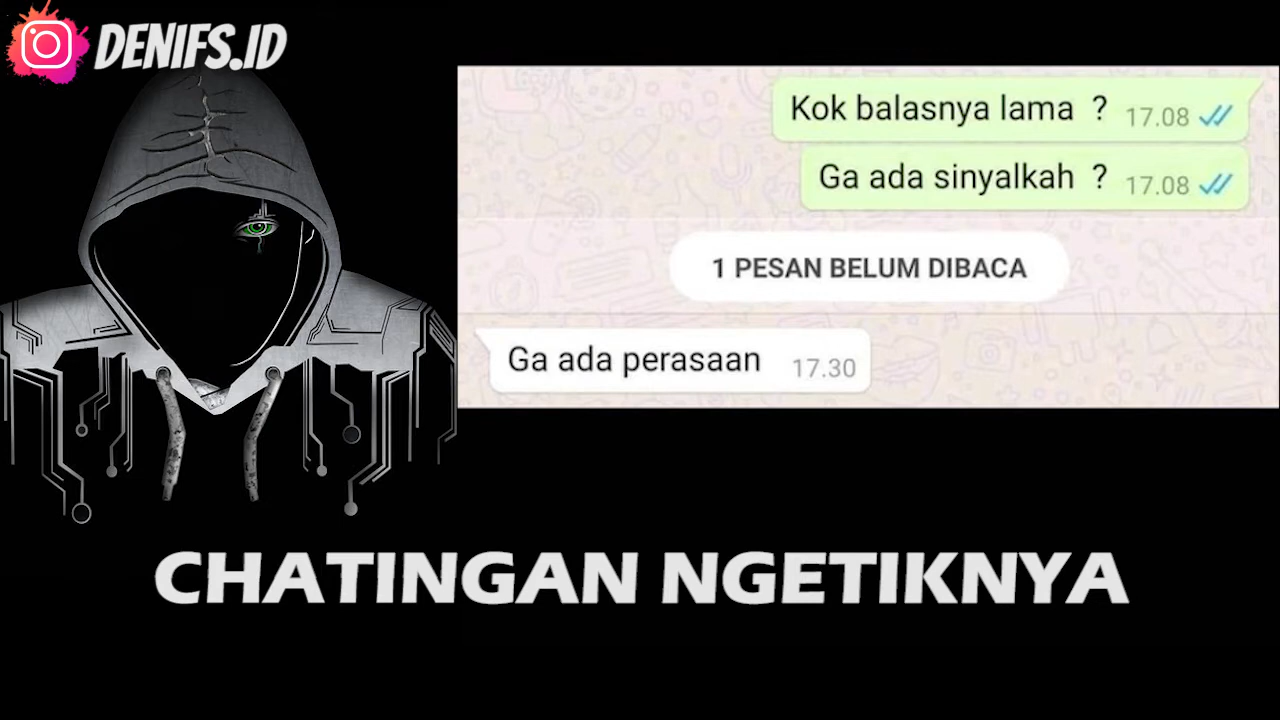 DENIFS.ID
Kok balasnya lama ? 17.08
Ga ada sinyalkah ? 17.08
1 PESAN BELUM DIBACA
Ga ada perasaan 17.30
CHATINGAN NGETIKNYA